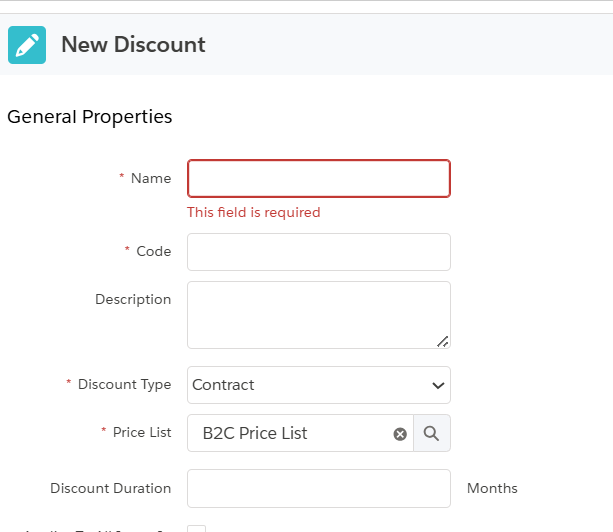 New Discount
General Properties
* Name
This field is required
* Code
Description
* Discount Type Contract
* Price List B2C Price List
Discount Duration Months